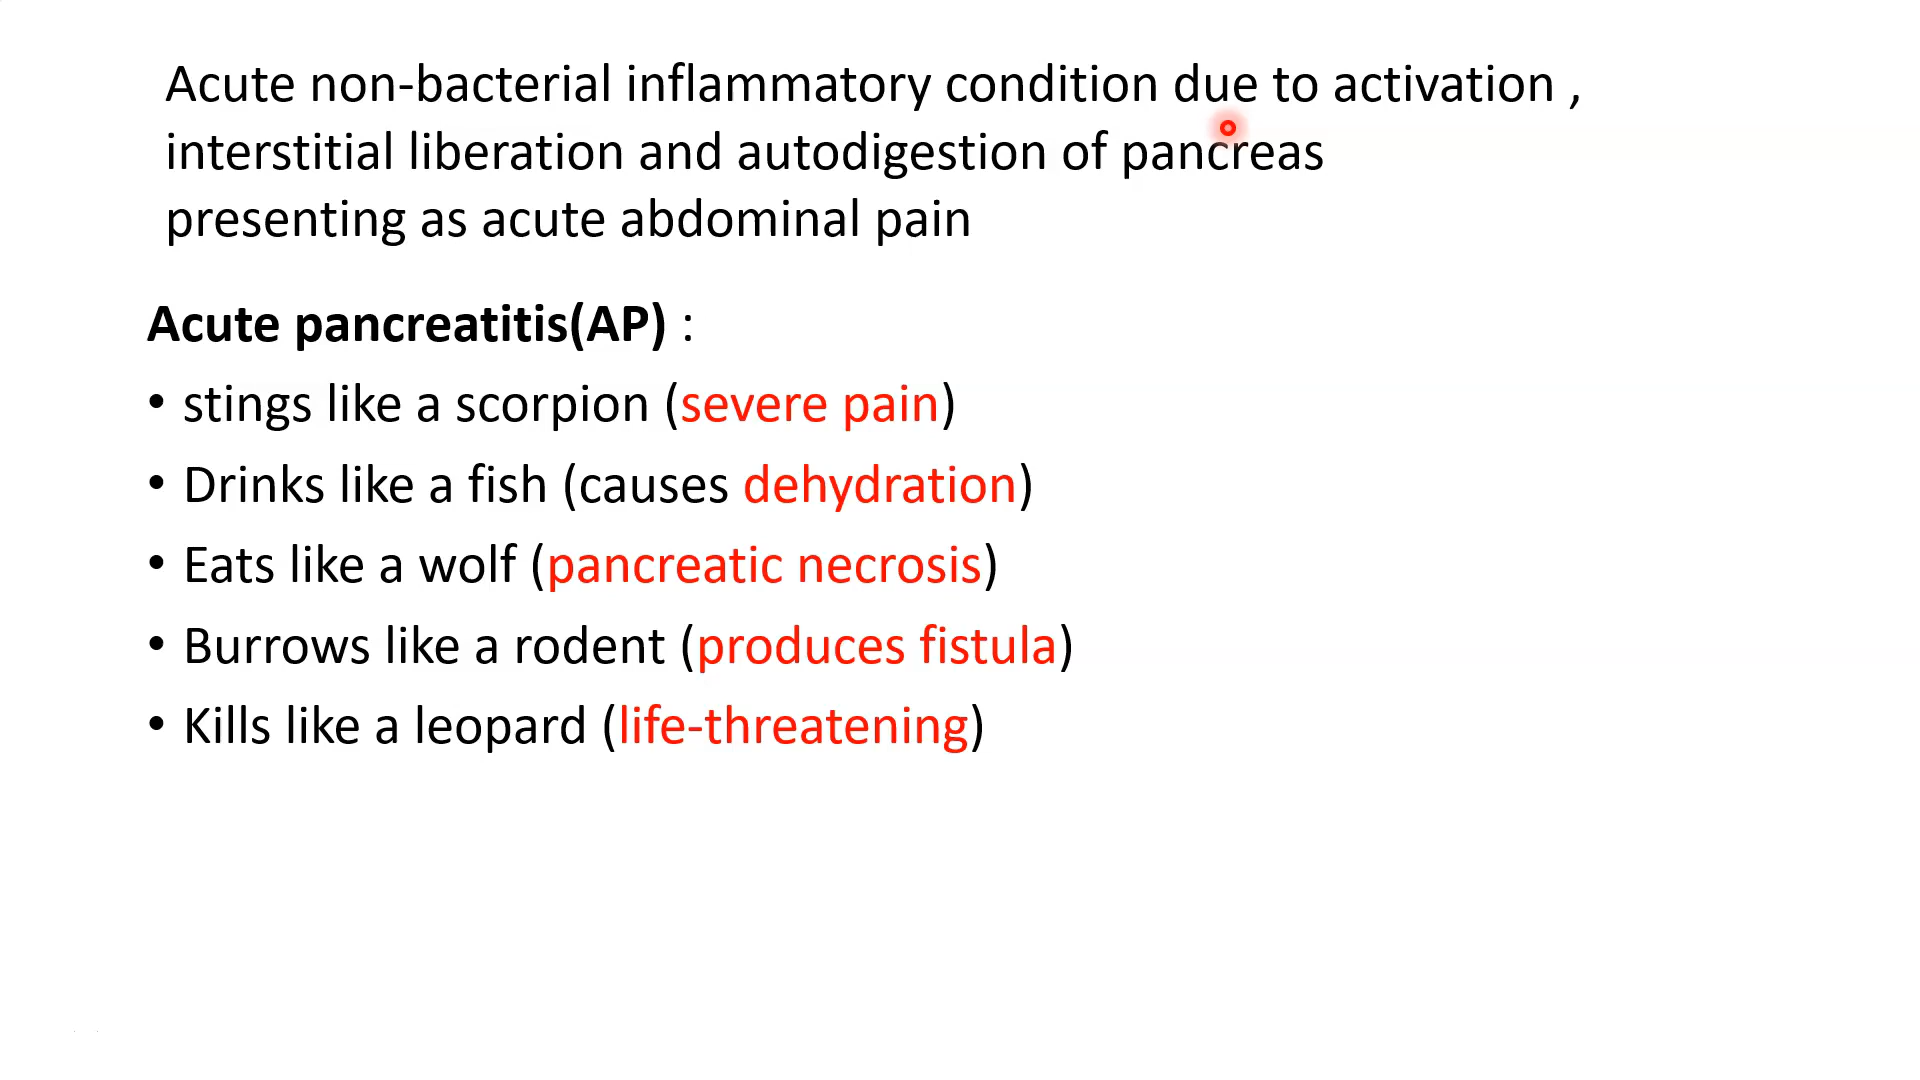 Acute non-bacterial inflammatory condition due to activation ,
interstitial liberation and autodigestion of pancreas
presenting as acute abdominal pain
Acute pancreatitis(AP) :
• stings like a scorpion (severe pain)
• Drinks like a fish (causes dehydration)
• Eats like a wolf (pancreatic necrosis)
• Burrows like a rodent (produces fistula)
• Kills like a leopard (life-threatening)